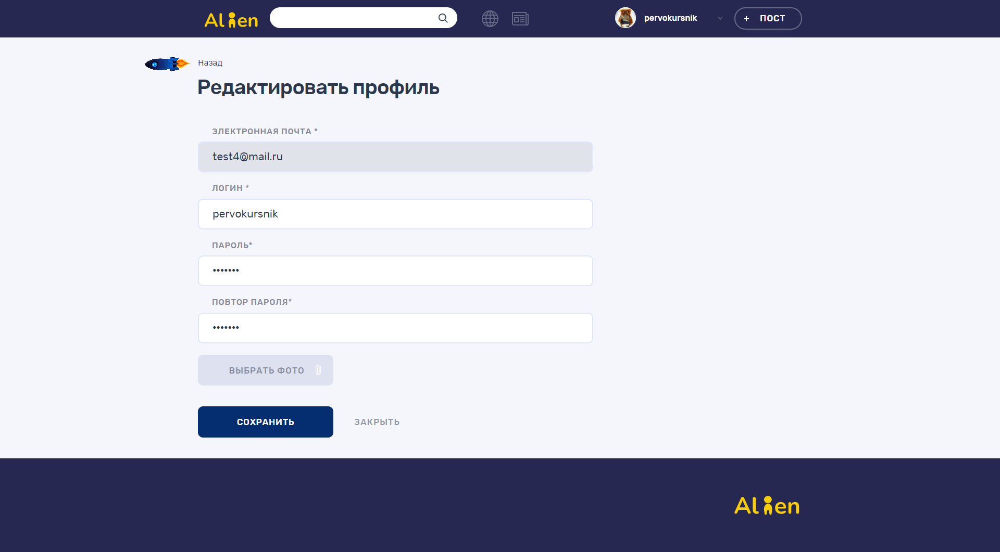 Alien
pervokursnik
+ ПОСТ
Назад
Редактировать профиль
ЭЛЕКТРОННАЯ ПОЧТА *
test4@mail.ru
ЛОГИН *
pervokursnik
ПАРОЛЬ*
•••••••
ПОВТОР ПАРОЛЯ*
•••••••
ВЫБРАТЬ ФОТО
СОХРАНИТЬ
ЗАКРЫТЬ
Alien